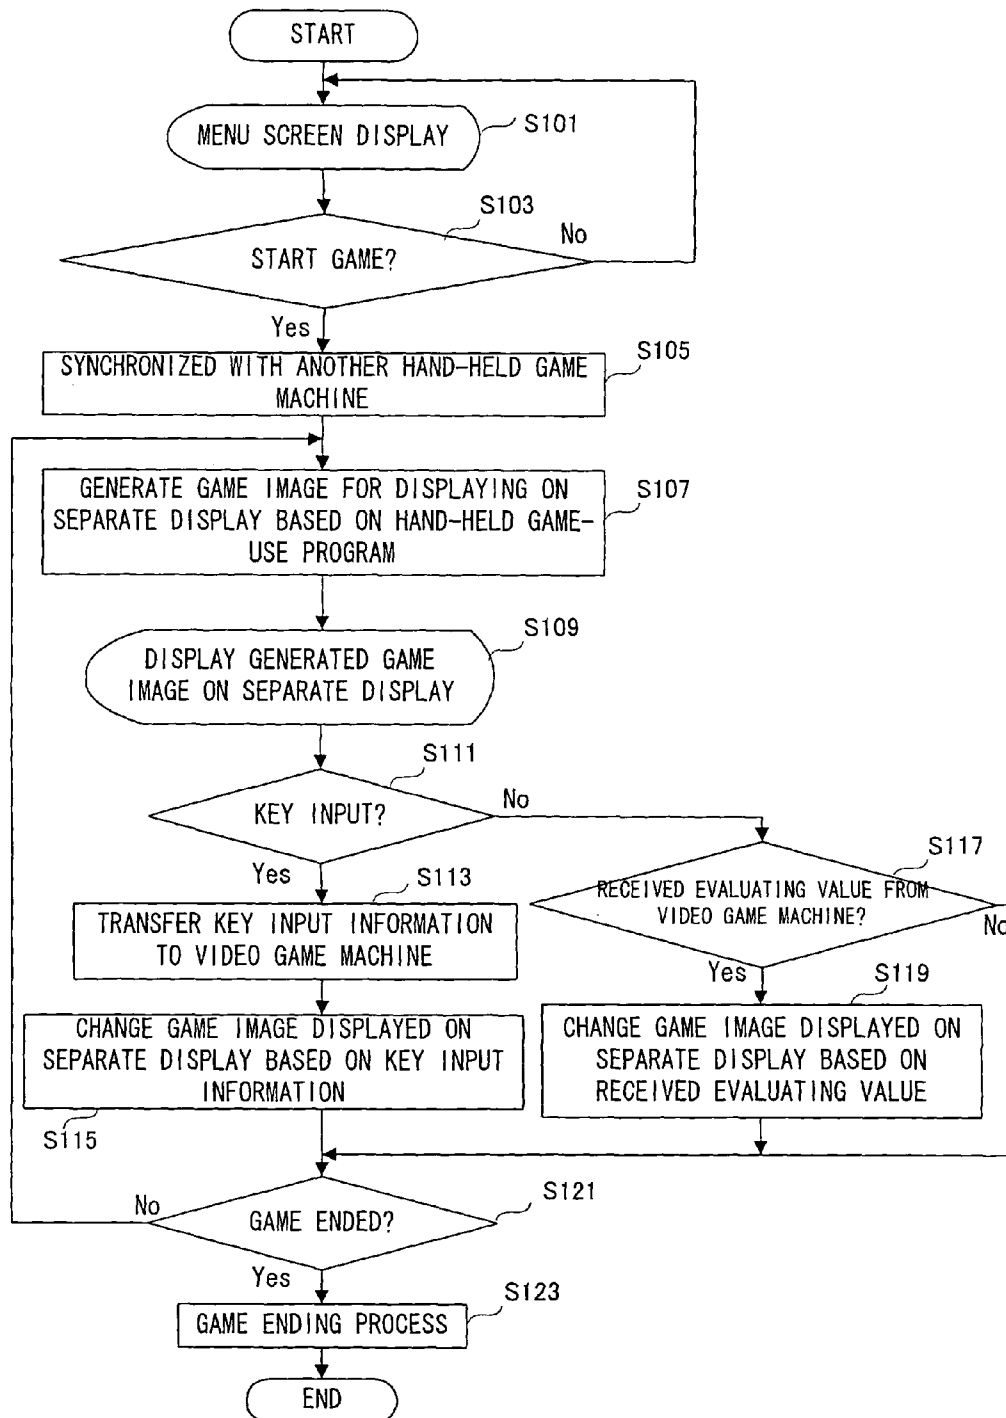 START
MENU SCREEN DISPLAY
S101
S103
START GAME?
No
Yes
S105
SYNCHRONIZED WITH ANOTHER HAND-HELD GAME
MACHINE
S107
GENERATE GAME IMAGE FOR DISPLAYING ON
SEPARATE DISPLAY BASED ON HAND-HELD GAME-
USE PROGRAM
S109
DISPLAY GENERATED GAME
IMAGE ON SEPARATE DISPLAY
S111
KEY INPUT?
No
Yes
S113
TRANSFER KEY INPUT INFORMATION
TO VIDEO GAME MACHINE
S117
RECEIVED EVALUATING VALUE FROM
VIDEO GAME MACHINE?
No
Yes
S119
CHANGE GAME IMAGE DISPLAYED ON
SEPARATE DISPLAY BASED ON KEY INPUT
INFORMATION
S115
CHANGE GAME IMAGE DISPLAYED ON
SEPARATE DISPLAY BASED ON
RECEIVED EVALUATING VALUE
No
S121
GAME ENDED?
Yes
S123
GAME ENDING PROCESS
END